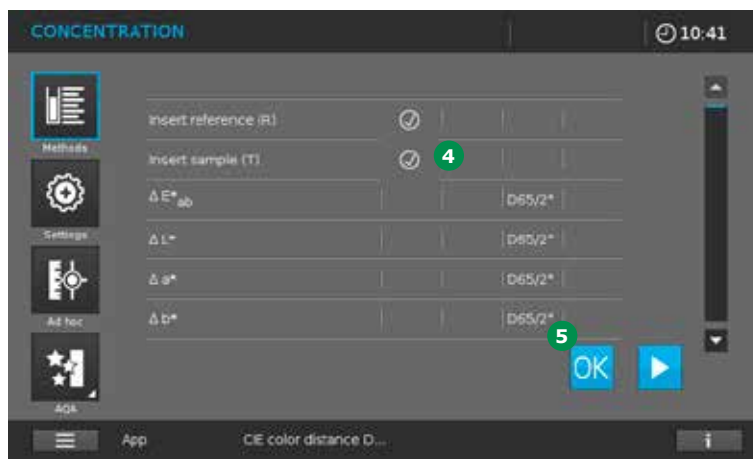 CONCENTRATION
10:41
Methods
Settings
Ad hoc
AQA
Insert reference (R)
Insert sample (T) 4
Δ E*ab D65/2°
Δ L* D65/2°
Δ a* D65/2°
Δ b* D65/2°
5
OK
App CIE color distance D...
i